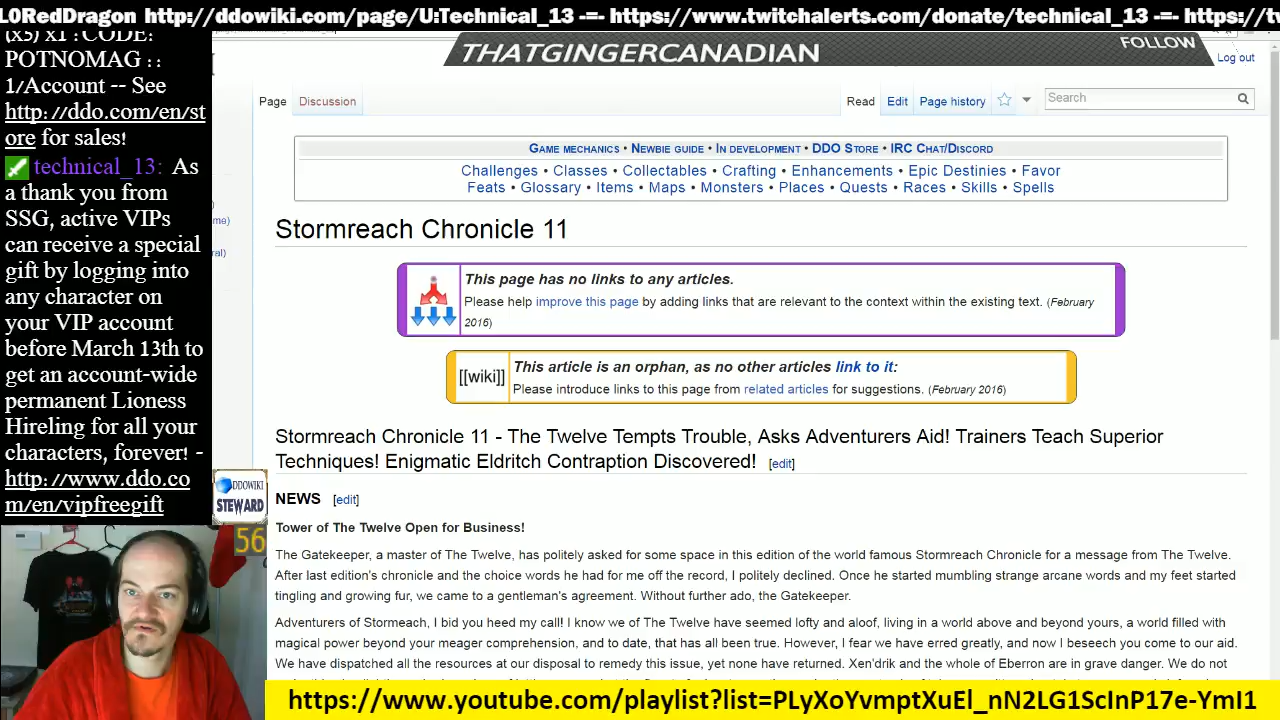 L0RedDragon http://ddowiki.com/page/U:Technical_13 -=- https://www.twitchalerts.com/donate/technical_13 -=- https://t
(x5) x1 :CODE:
POTNOMAG ::
1/Account -- See
http://ddo.com/en/st
ore for sales!
technical_13: As
a thank you from
SSG, active VIPs
can receive a special
gift by logging into
any character on
your VIP account
before March 13th to
get an account-wide
permanent Lioness
Hireling for all your
characters, forever! -
http://www.ddo.co
m/en/vipfreegift
THATGINGERCANADIAN
FOLLOW
Log out
Page Discussion Read Edit Page history Search
GAME MECHANICS • NEWBIE GUIDE • IN DEVELOPMENT • DDO STORE • IRC CHAT/DISCORD
Challenges • Classes • Collectables • Crafting • Enhancements • Epic Destinies • Favor
Feats • Glossary • Items • Maps • Monsters • Places • Quests • Races • Skills • Spells
Stormreach Chronicle 11
This page has no links to any articles.
Please help improve this page by adding links that are relevant to the context within the existing text. (February
2016)
[[wiki]]
This article is an orphan, as no other articles link to it:
Please introduce links to this page from related articles for suggestions. (February 2016)
Stormreach Chronicle 11 - The Twelve Tempts Trouble, Asks Adventurers Aid! Trainers Teach Superior
Techniques! Enigmatic Eldritch Contraption Discovered! [edit]
NEWS [edit]
Tower of The Twelve Open for Business!
The Gatekeeper, a master of The Twelve, has politely asked for some space in this edition of the world famous Stormreach Chronicle for a message from The Twelve.
After last edition's chronicle and the choice words he had for me off the record, I politely declined. Once he started mumbling strange arcane words and my feet started
tingling and growing fur, we came to a gentleman's agreement. Without further ado, the Gatekeeper.
Adventurers of Stormeach, I bid you heed my call! I know we of The Twelve have seemed lofty and aloof, living in a world above and beyond yours, a world filled with
magical power beyond your meager comprehension, and to date, that has all been true. However, I fear we have erred greatly, and now I beseech you come to our aid.
We have dispatched all the resources at our disposal to remedy this issue, yet none have returned. Xen'drik and the whole of Eberron are in grave danger. We do not
DDOWIKI
STEWARD
56
https://www.youtube.com/playlist?list=PLyXoYvmptXuEl_nN2LG1ScInP17e-YmI1